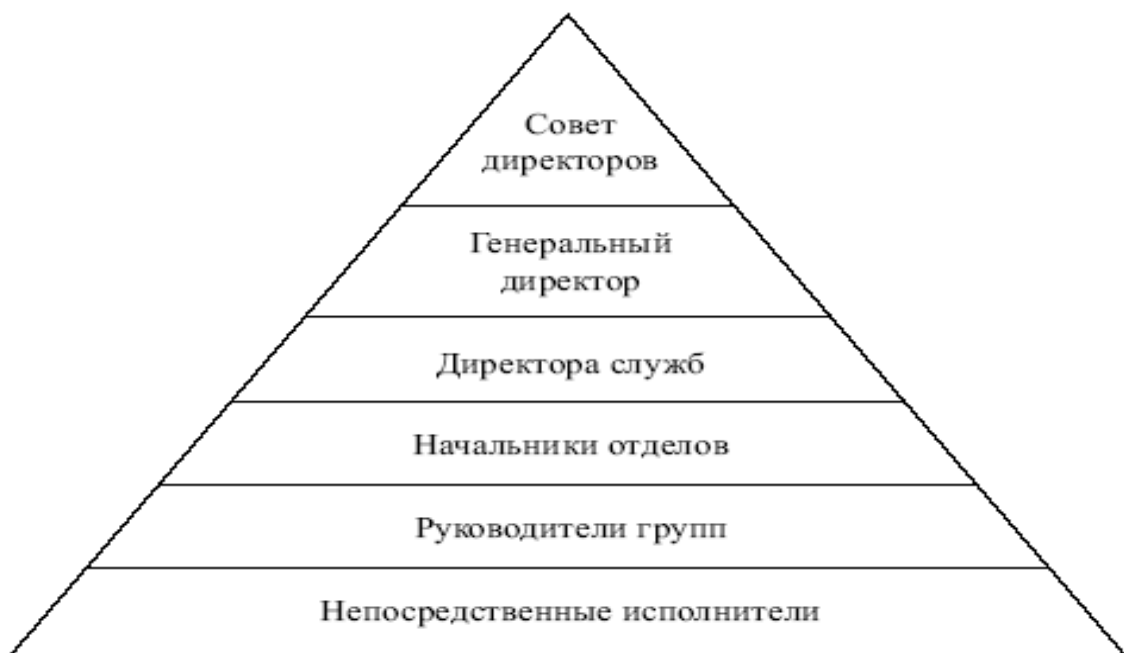 Совет
директоров
Генеральный
директор
Директора служб
Начальники отделов
Руководители групп
Непосредственные исполнители